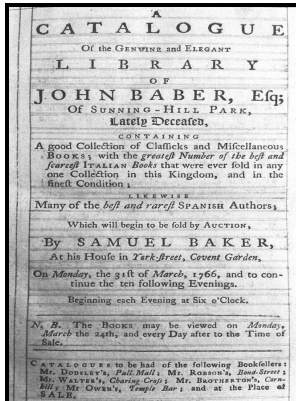 A
CATALOGUE
Of the GENUINE and ELEGANT
LIBRARY
OF
JOHN BABER, Esq;
Of SUNNING-HILL PARK,
Lately Deceased,
CONTAINING
A good Collection of Classicks and Miscellaneous
BOOKS; with the greatest Number of the best and
scarcest ITALIAN Books that were ever sold in any
one Collection in this Kingdom, and in the
finest Condition;
LIKEWISE
Many of the best and rarest SPANISH Authors;
Which will begin to be sold by AUCTION,
By SAMUEL BAKER,
At his House in York-street, Covent Garden,
On Monday, the 31st of March, 1766, and to con-
tinue the ten following Evenings.
Beginning each Evening at Six o'Clock.
N. B. The BOOKS may be viewed on Monday,
March the 24th, and every Day after to the Time of
Sale.
CATALOGUES to be had of the following Booksellers:
Mr. DODSLEY's, Pall-Mall; Mr. ROBSON's, Bond-Street;
Mr. WALTER's, Charing-Cross; Mr. BROTHERTON's, Corn-
hill; Mr. OWEN's, Temple Bar; and at the Place of
SALE.